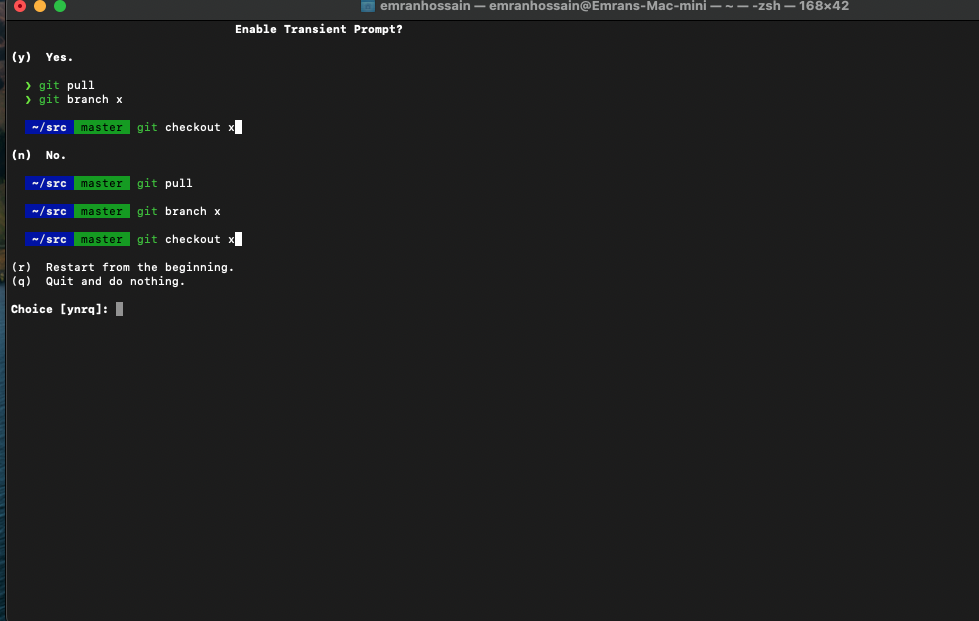 emranhossain — emranhossain@Emrans-Mac-mini — ~ — -zsh — 168×42
Enable Transient Prompt?
(y) Yes.
❯ git pull
❯ git branch x
~/src master git checkout x
(n) No.
~/src master git pull
~/src master git branch x
~/src master git checkout x
(r) Restart from the beginning.
(q) Quit and do nothing.
Choice [ynrq]: